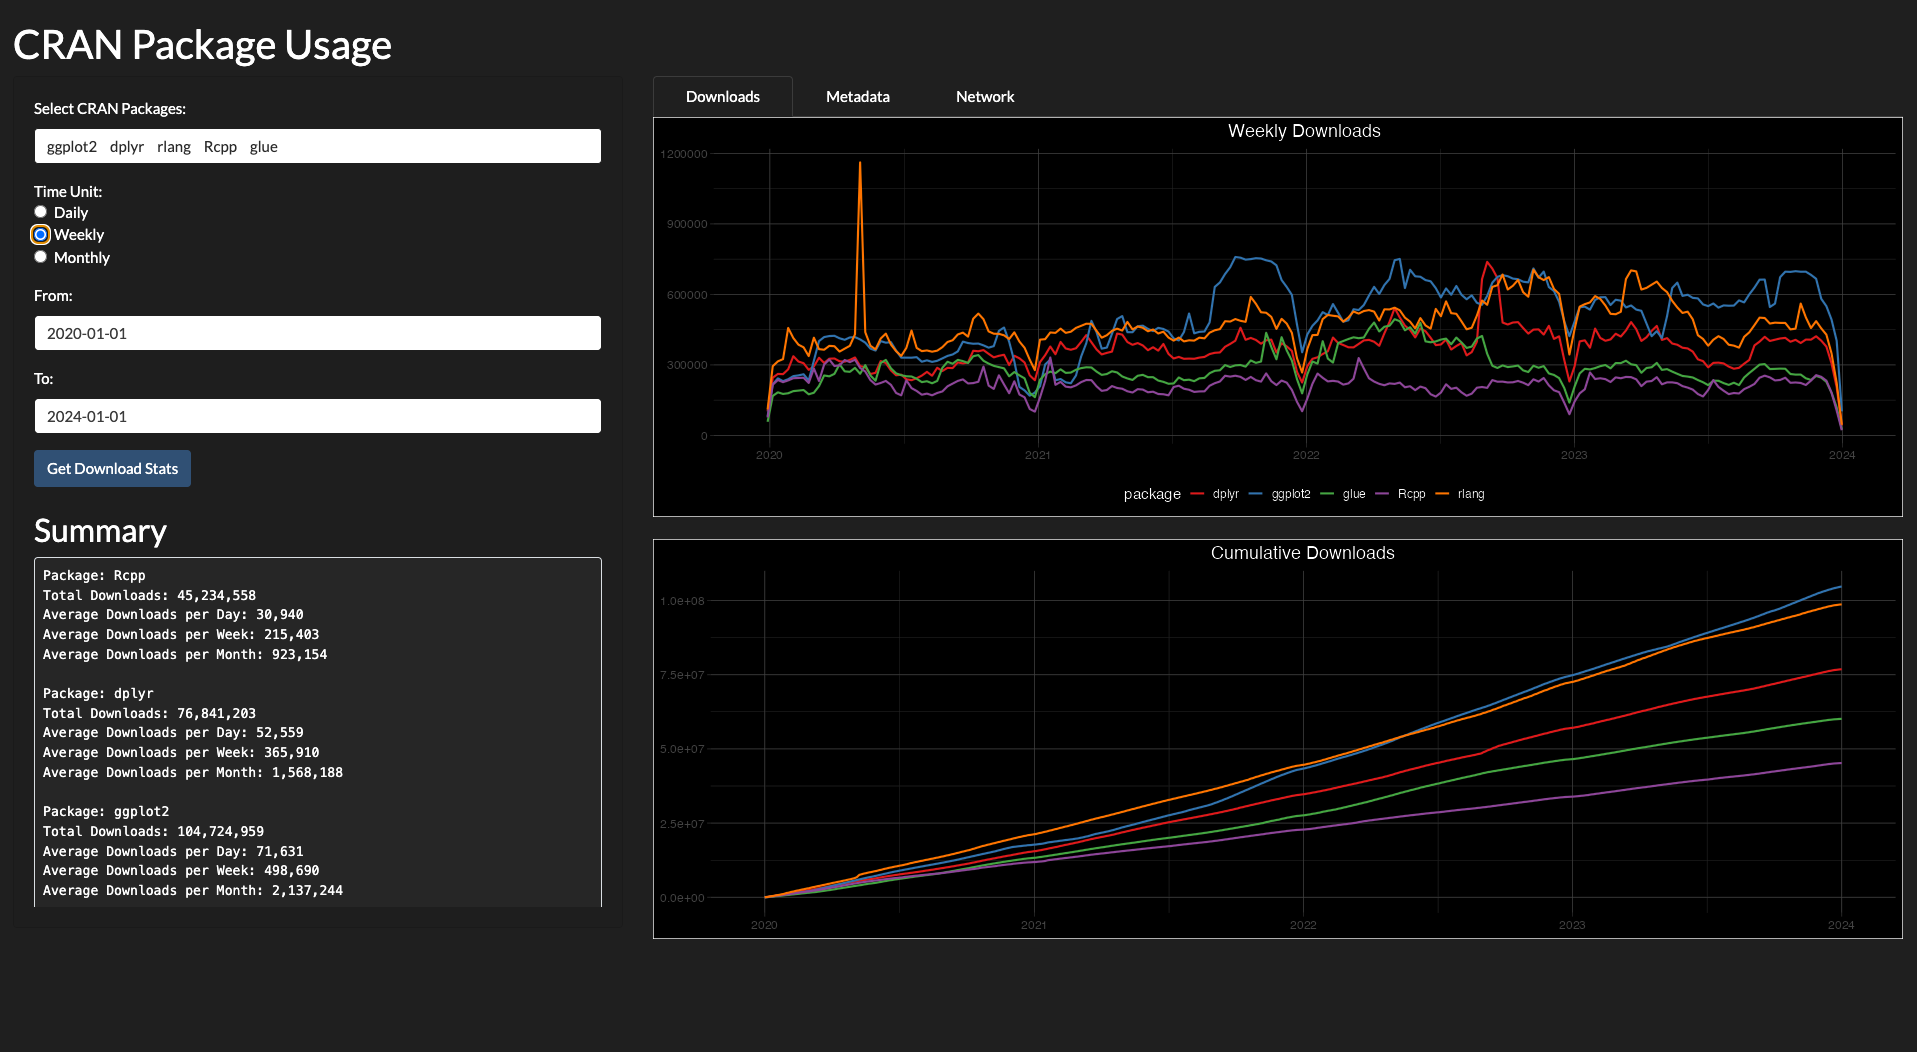 CRAN Package Usage
Select CRAN Packages:
ggplot2 dplyr rlang Rcpp glue
Time Unit:
Daily
Weekly
Monthly
From:
2020-01-01
To:
2024-01-01
Get Download Stats
Summary
Package: Rcpp
Total Downloads: 45,234,558
Average Downloads per Day: 30,940
Average Downloads per Week: 215,403
Average Downloads per Month: 923,154
Package: dplyr
Total Downloads: 76,841,203
Average Downloads per Day: 52,559
Average Downloads per Week: 365,910
Average Downloads per Month: 1,568,188
Package: ggplot2
Total Downloads: 104,724,959
Average Downloads per Day: 71,631
Average Downloads per Week: 498,690
Average Downloads per Month: 2,137,244
Downloads Metadata Network
Weekly Downloads
1200000
900000
600000
300000
0
2020 2021 2022 2023 2024
package dplyr ggplot2 glue Rcpp rlang
Cumulative Downloads
1.0e+08
7.5e+07
5.0e+07
2.5e+07
0.0e+00
2020 2021 2022 2023 2024